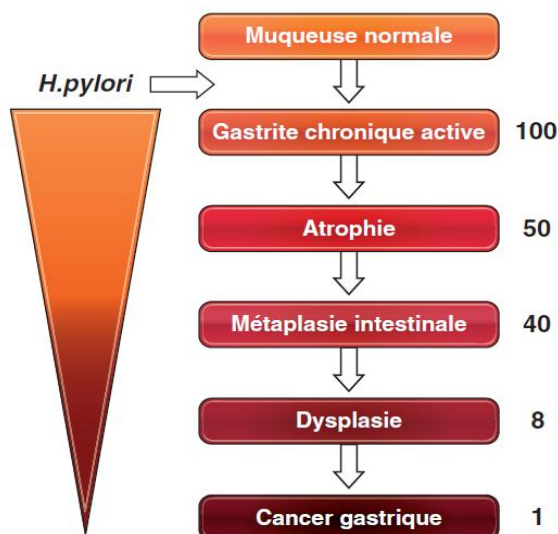 Muqueuse normale
H.pylori
Gastrite chronique active 100
Atrophie 50
Métaplasie intestinale 40
Dysplasie 8
Cancer gastrique 1